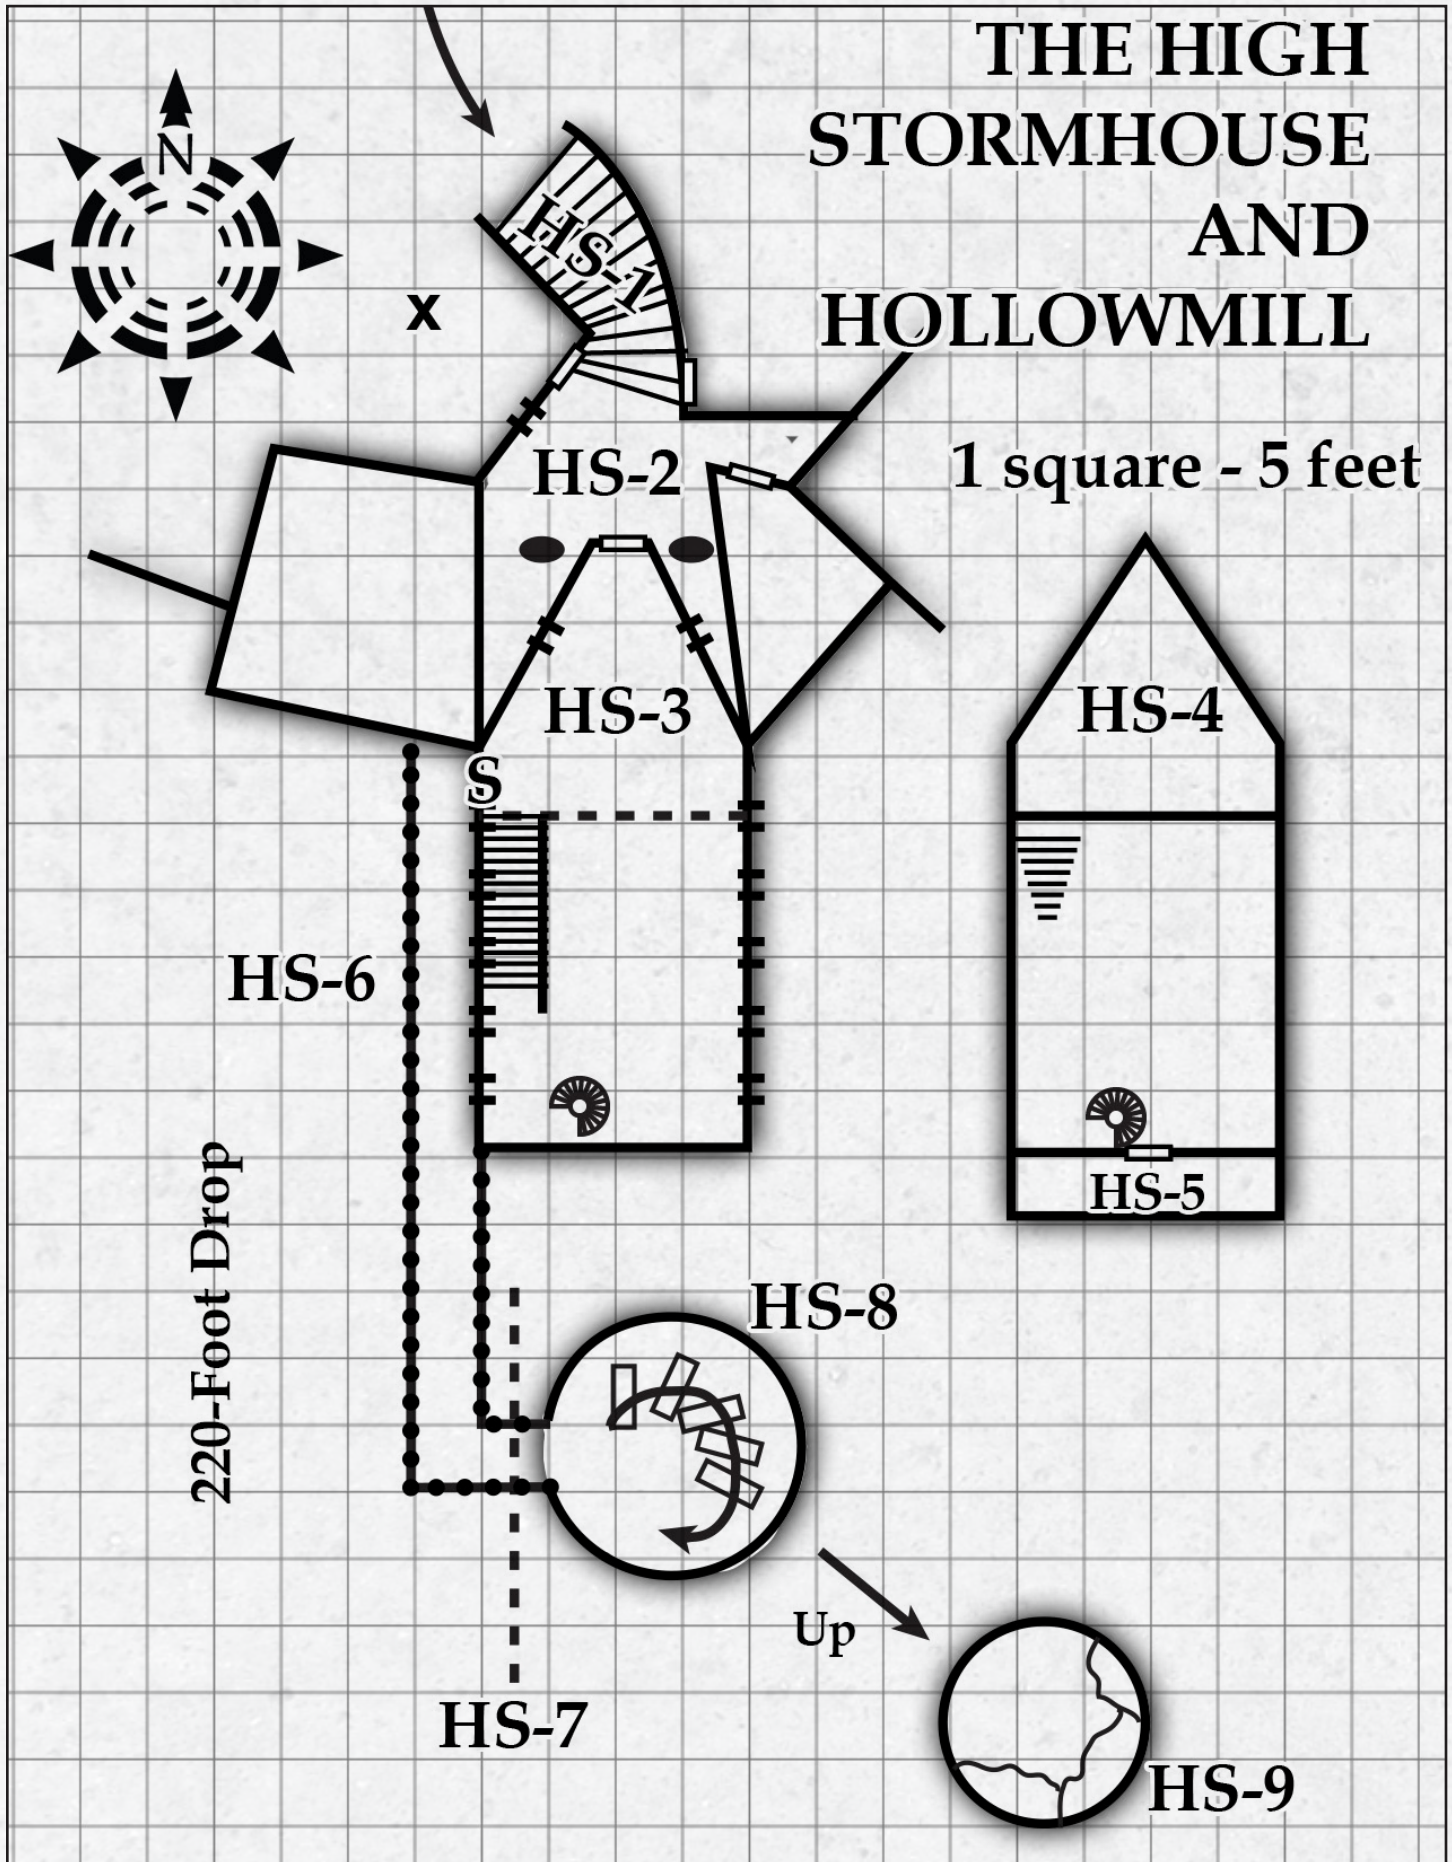 THE HIGH
STORMHOUSE
AND
HOLLOWMILL
N
HS-1
x
1 square - 5 feet
HS-2
HS-3
HS-4
S
HS-6
HS-5
220-Foot Drop
HS-8
Up
HS-7
HS-9